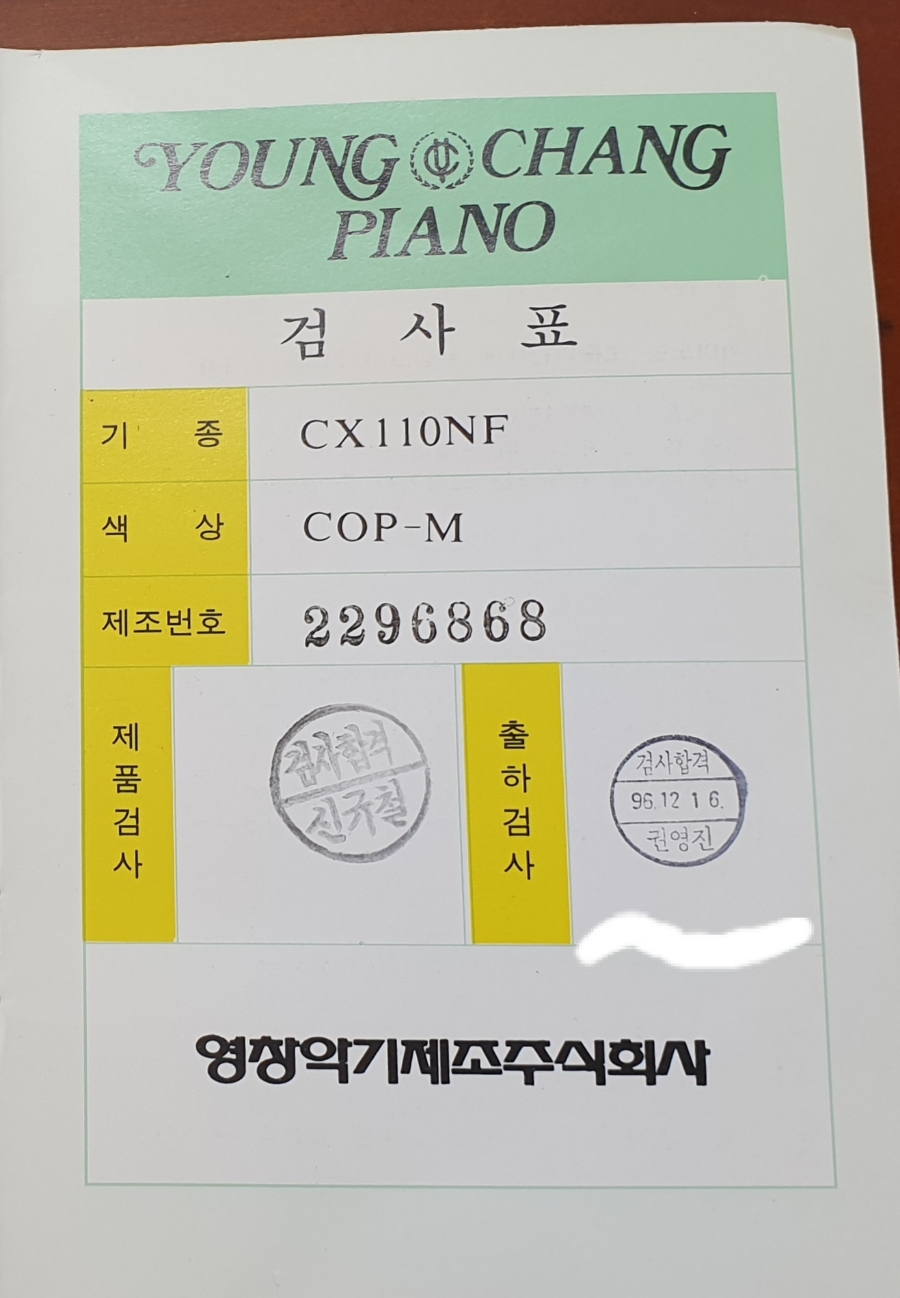 YOUNG CHANG
PIANO
검사표
기종 CX110NF
색상 COP-M
제조번호 2296868
제품검사
검사합격
신규철
출하검사
검사합격
96.12 1 6.
권영진
영창악기제조주식회사